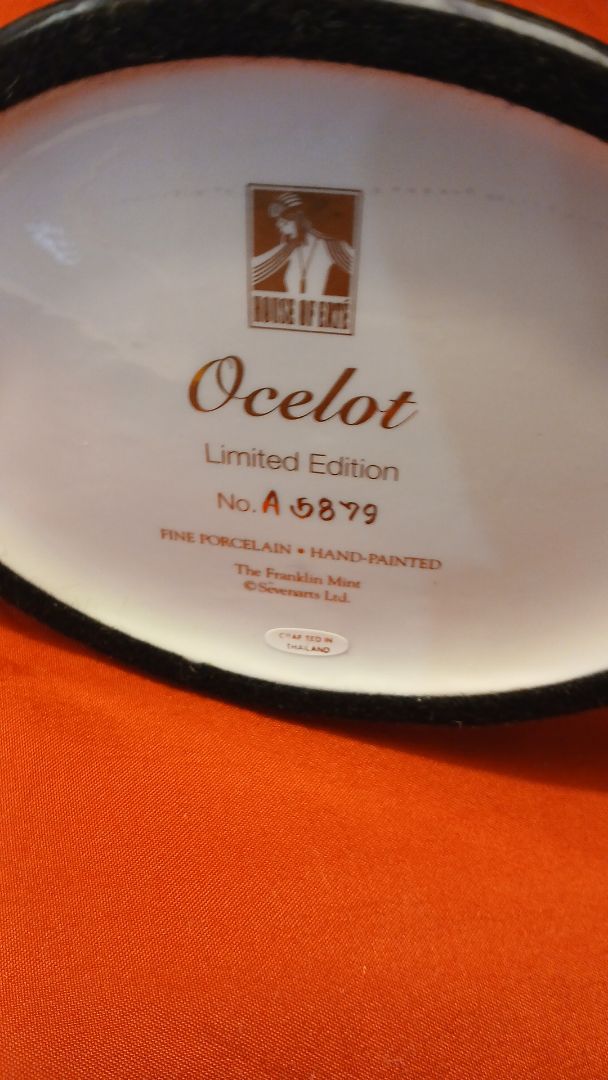 HOUSE OF ERTÉ
Ocelot
Limited Edition
No. A 5879
FINE PORCELAIN • HAND-PAINTED
The Franklin Mint
© Sevenarts Ltd.
CRAFTED IN
THAILAND